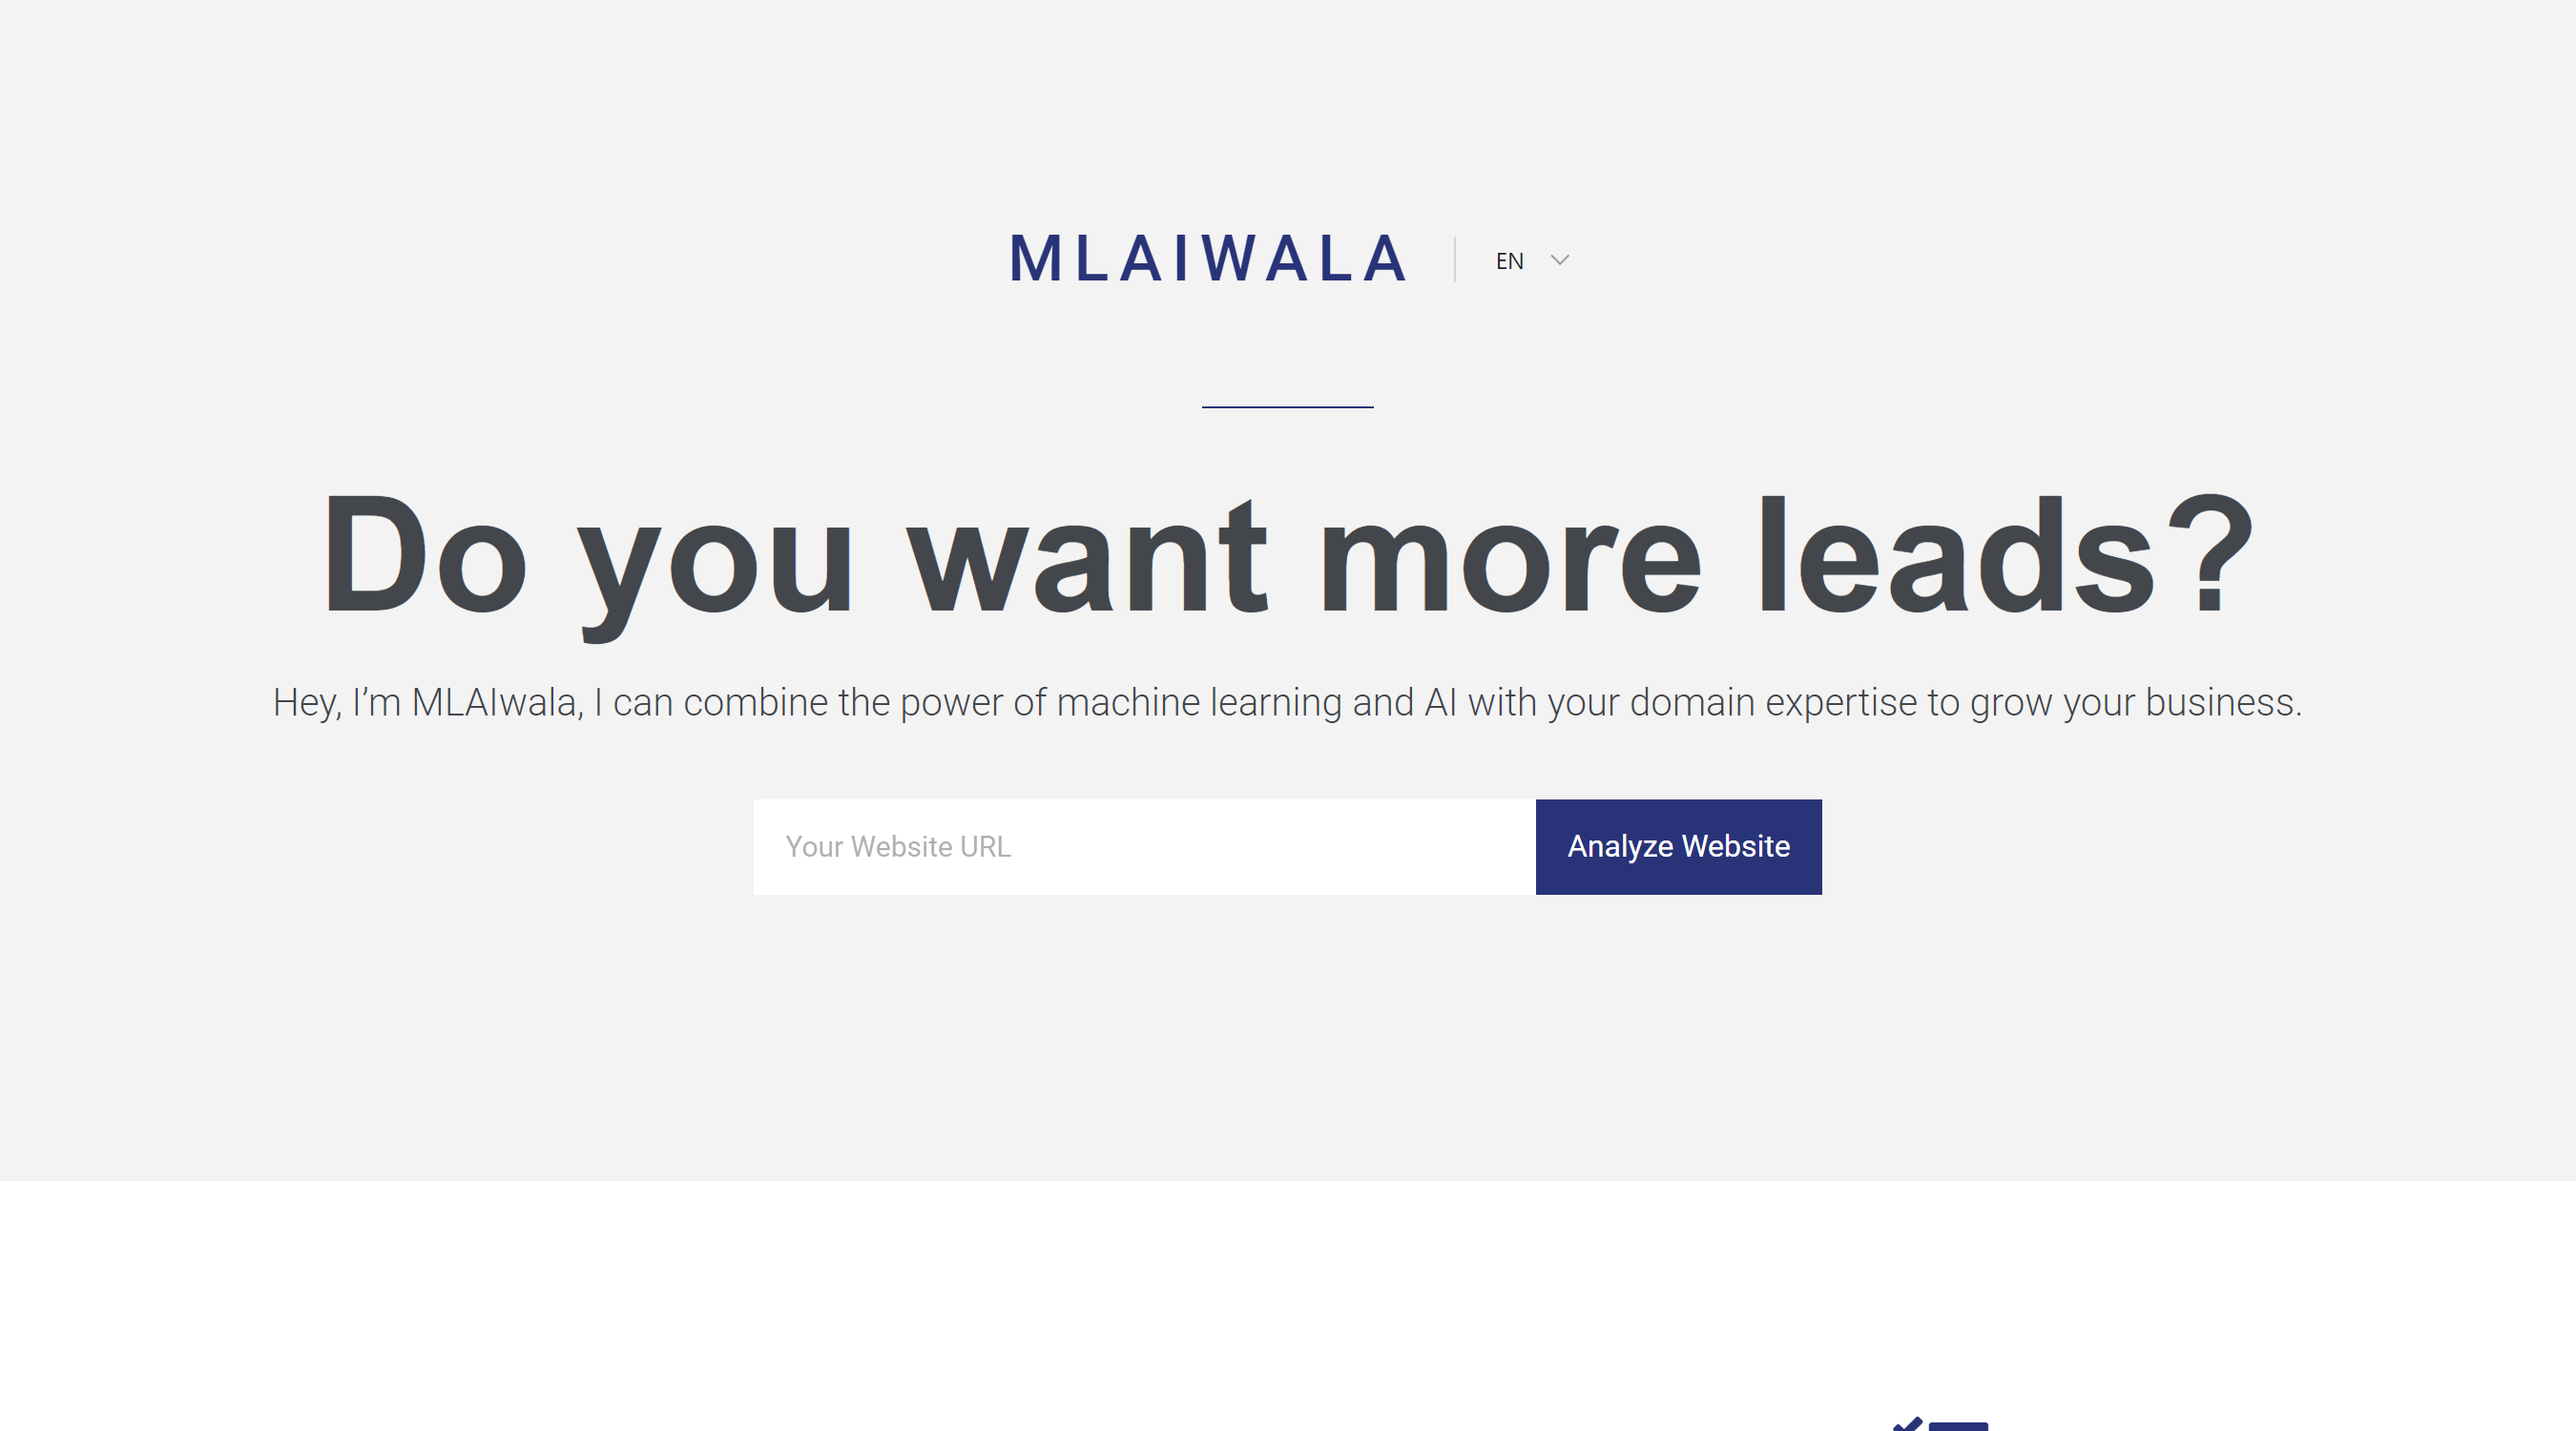 MLAIWALA
EN
Do you want more leads?
Hey, I’m MLAIwala, I can combine the power of machine learning and AI with your domain expertise to grow your business.
Your Website URL
Analyze Website